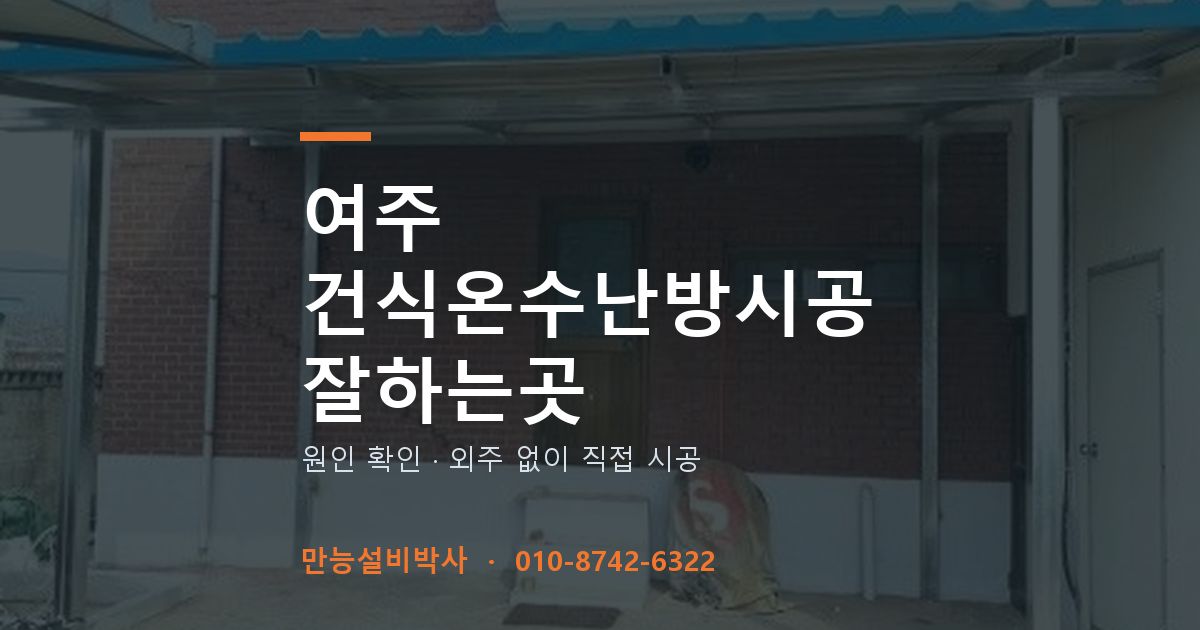 여주
건식온수난방시공
잘하는곳
원인 확인 · 외주 없이 직접 시공
만능설비박사 · 010-8742-6322
S